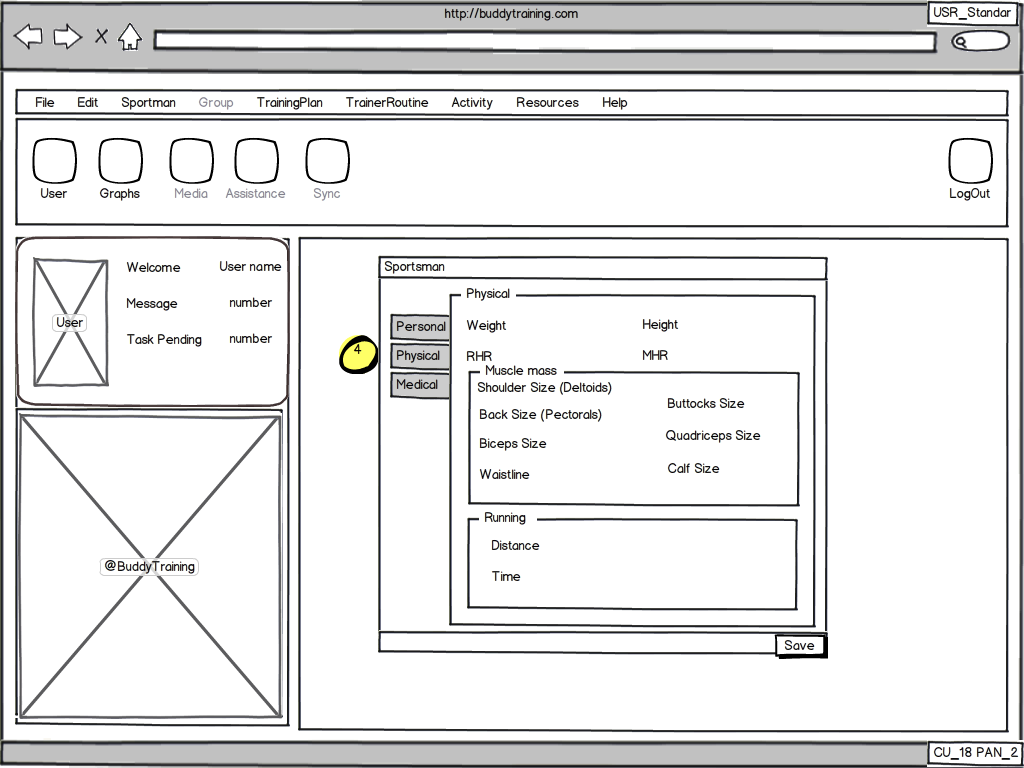 http://buddytraining.com
USR_Standar
File Edit Sportman Group TrainingPlan TrainerRoutine Activity Resources Help
User Graphs Media Assistance Sync LogOut
Welcome User name
Message number
User
Task Pending number
@BuddyTraining
Sportsman
4
Personal
Physical
Medical
Physical
Weight Height
RHR MHR
Muscle mass
Shoulder Size (Deltoids)
Buttocks Size
Back Size (Pectorals)
Quadriceps Size
Biceps Size
Calf Size
Waistline
Running
Distance
Time
Save
CU_18 PAN_2